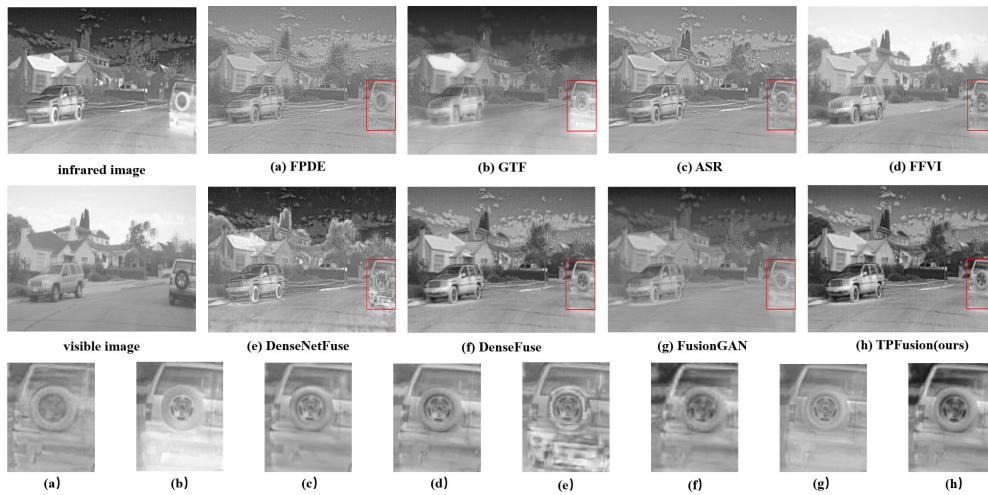 infrared image
(a) FPDE
(b) GTF
(c) ASR
(d) FFVI
visible image
(e) DenseNetFuse
(f) DenseFuse
(g) FusionGAN
(h) TPFusion(ours)
(a)
(b)
(c)
(d)
(e)
(f)
(g)
(h)